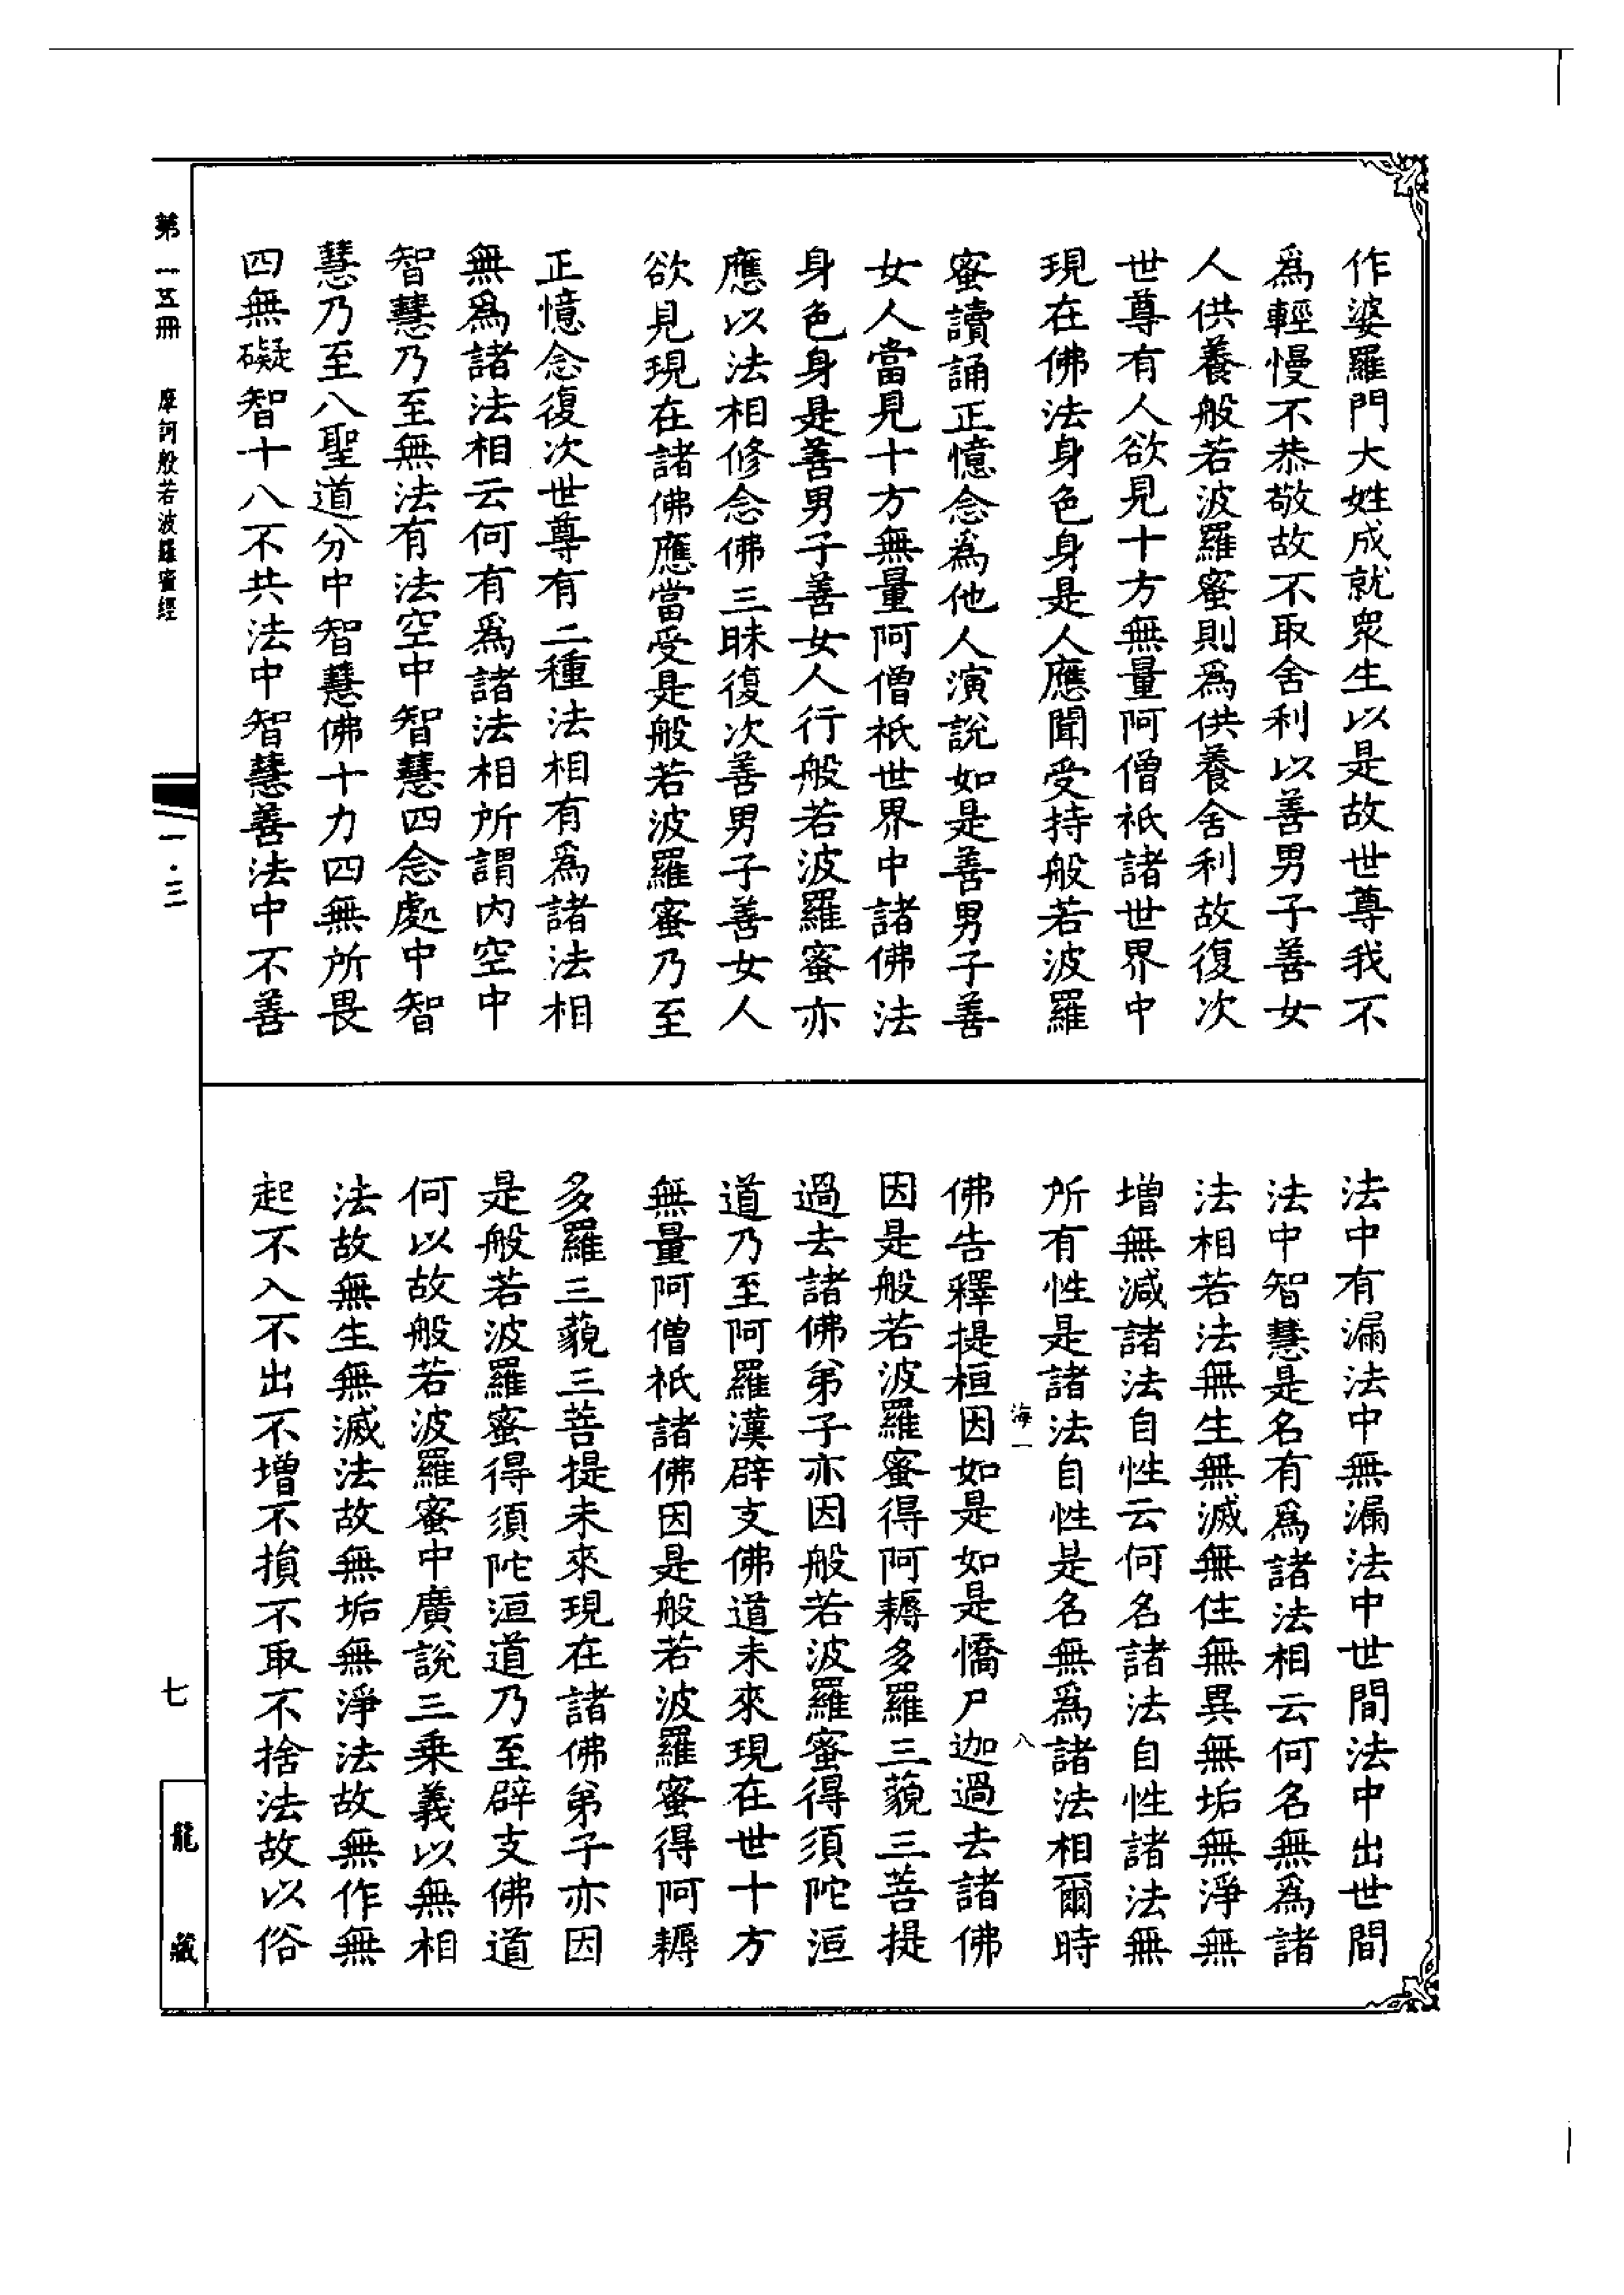 作婆羅門大姓成就眾生以是故世尊我不
爲輕慢不恭敬故不取舍利以善男子善女
人供養般若波羅蜜則爲供養舍利故復次
世尊有人欲見十方無量阿僧祇諸世界中
現在佛法身色身是人應聞受持般若波羅
蜜讀誦正憶念爲他人演說如是善男子善
女人當見十方無量阿僧祇世界中諸佛法
身色身是善男子善女人行般若波羅蜜亦
應以法相修念佛三昧復次善男子善女人
欲見現在諸佛應當受是般若波羅蜜乃至
正憶念復次世尊有二種法相有爲諸法相
無爲諸法相云何有爲諸法相所謂內空中
智慧乃至無法有法空中智慧四念處中智
慧乃至八聖道分中智慧佛十力四無所畏
四無礙智十八不共法中智慧善法中不善
法中有漏法中無漏法中世間法中出世間
法中智慧是名有爲諸法相云何名無爲諸
法相若法無生無滅無住無異無垢無淨無
增無減諸法自性云何名諸法自性諸法無
所有性是諸法自性是名無爲諸法相爾時
海一 八
佛告釋提桓因如是如是憍尸迦過去諸佛
因是般若波羅蜜得阿耨多羅三藐三菩提
過去諸佛弟子亦因般若波羅蜜得須陀洹
道乃至阿羅漢辟支佛道未來現在世十方
無量阿僧祇諸佛因是般若波羅蜜得阿耨
多羅三藐三菩提未來現在諸佛弟子亦因
是般若波羅蜜得須陀洹道乃至辟支佛道
何以故般若波羅蜜中廣說三乘義以無相
法故無生無滅法故無垢無淨法故無作無
起不入不出不增不損不取不捨法故以俗
第一五冊 摩訶般若波羅蜜經
一·三
七
龍藏